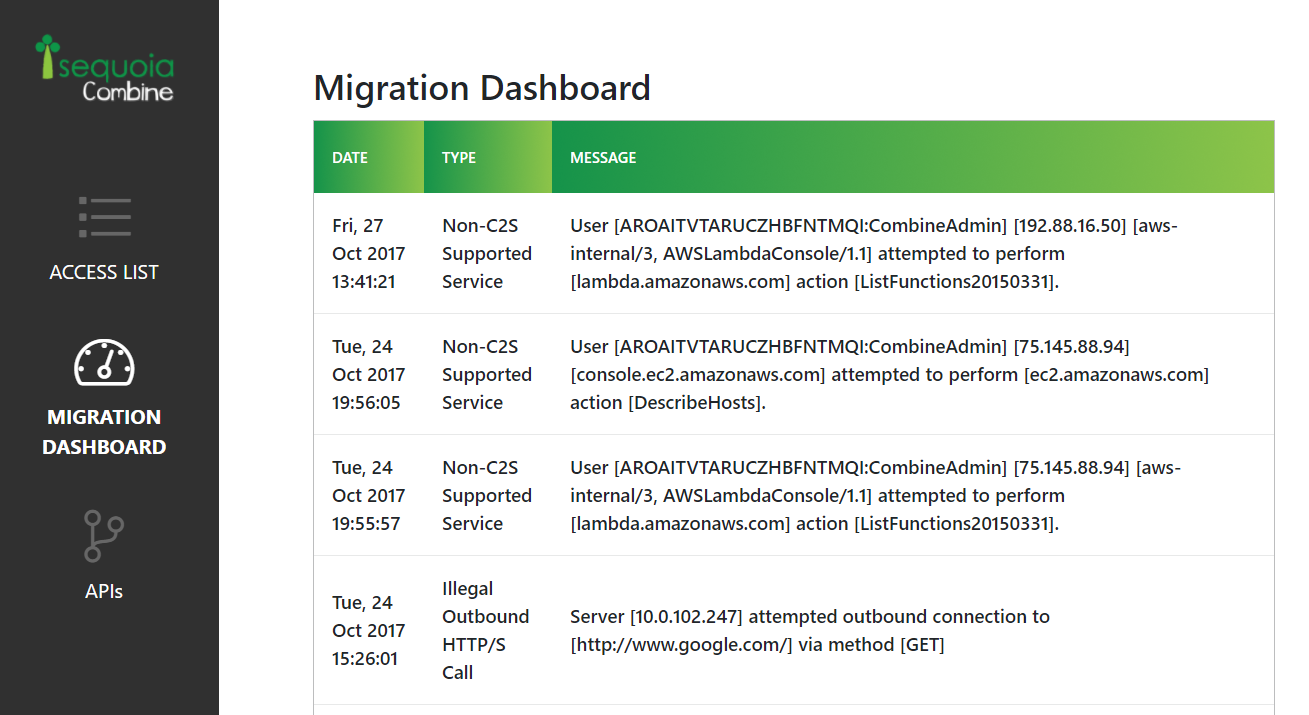 sequoia
Combine
ACCESS LIST
MIGRATION
DASHBOARD
APIs
Migration Dashboard
DATE
TYPE
MESSAGE
Fri, 27
Oct 2017
13:41:21
Non-C2S
Supported
Service
User [AROAITVTARUCZHBFNTMQI:CombineAdmin] [192.88.16.50] [aws-
internal/3, AWSLambdaConsole/1.1] attempted to perform
[lambda.amazonaws.com] action [ListFunctions20150331].
Tue, 24
Oct 2017
19:56:05
Non-C2S
Supported
Service
User [AROAITVTARUCZHBFNTMQI:CombineAdmin] [75.145.88.94]
[console.ec2.amazonaws.com] attempted to perform [ec2.amazonaws.com]
action [DescribeHosts].
Tue, 24
Oct 2017
19:55:57
Non-C2S
Supported
Service
User [AROAITVTARUCZHBFNTMQI:CombineAdmin] [75.145.88.94] [aws-
internal/3, AWSLambdaConsole/1.1] attempted to perform
[lambda.amazonaws.com] action [ListFunctions20150331].
Tue, 24
Oct 2017
15:26:01
Illegal
Outbound
HTTP/S
Call
Server [10.0.102.247] attempted outbound connection to
[http://www.google.com/] via method [GET]